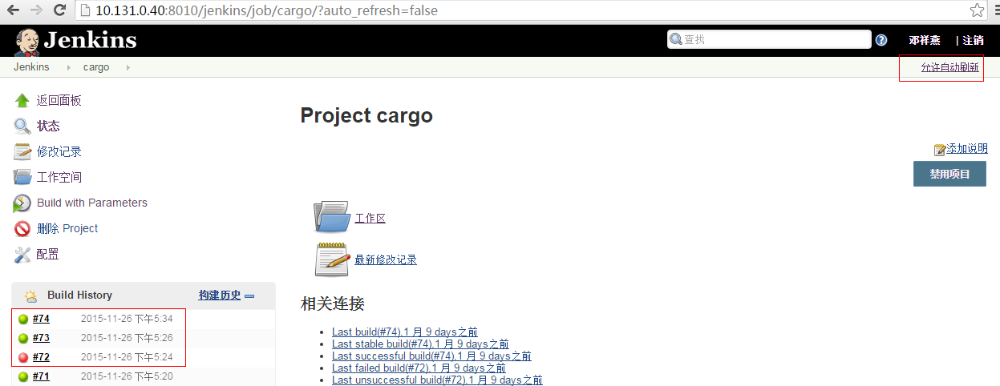 10.131.0.40:8010/jenkins/job/cargo/?auto_refresh=false
Jenkins 查找 ? 邓祥燕 | 注销
Jenkins cargo 允许自动刷新
返回面板
状态
修改记录
工作空间
Build with Parameters
删除 Project
配置
Build History 构建历史
#74 2015-11-26 下午5:34
#73 2015-11-26 下午5:26
#72 2015-11-26 下午5:24
#71 2015-11-26 下午5:20
Project cargo
添加说明
禁用项目
工作区
最新修改记录
相关连接
Last build(#74),1 月 9 days之前
Last stable build(#74),1 月 9 days之前
Last successful build(#74),1 月 9 days之前
Last failed build(#72),1 月 9 days之前
Last unsuccessful build(#72),1 月 9 days之前